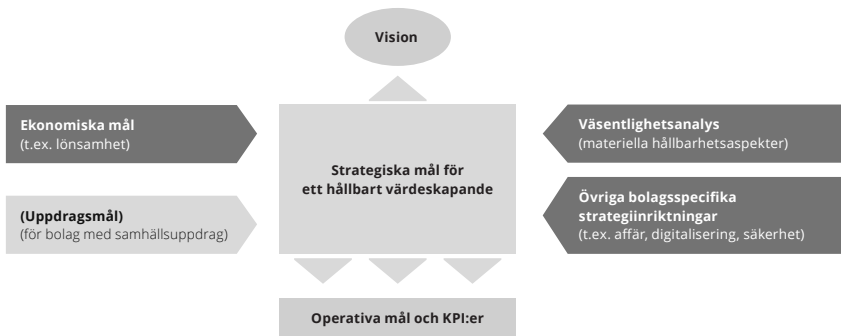 Vision
Ekonomiska mål
(t.ex. lönsamhet)
(Uppdragsmål)
(för bolag med samhällsuppdrag)
Strategiska mål för
ett hållbart värdeskapande
Väsentlighetsanalys
(materiella hållbarhetsaspekter)
Övriga bolagsspecifika
strategiinriktningar
(t.ex. affär, digitalisering, säkerhet)
Operativa mål och KPI:er